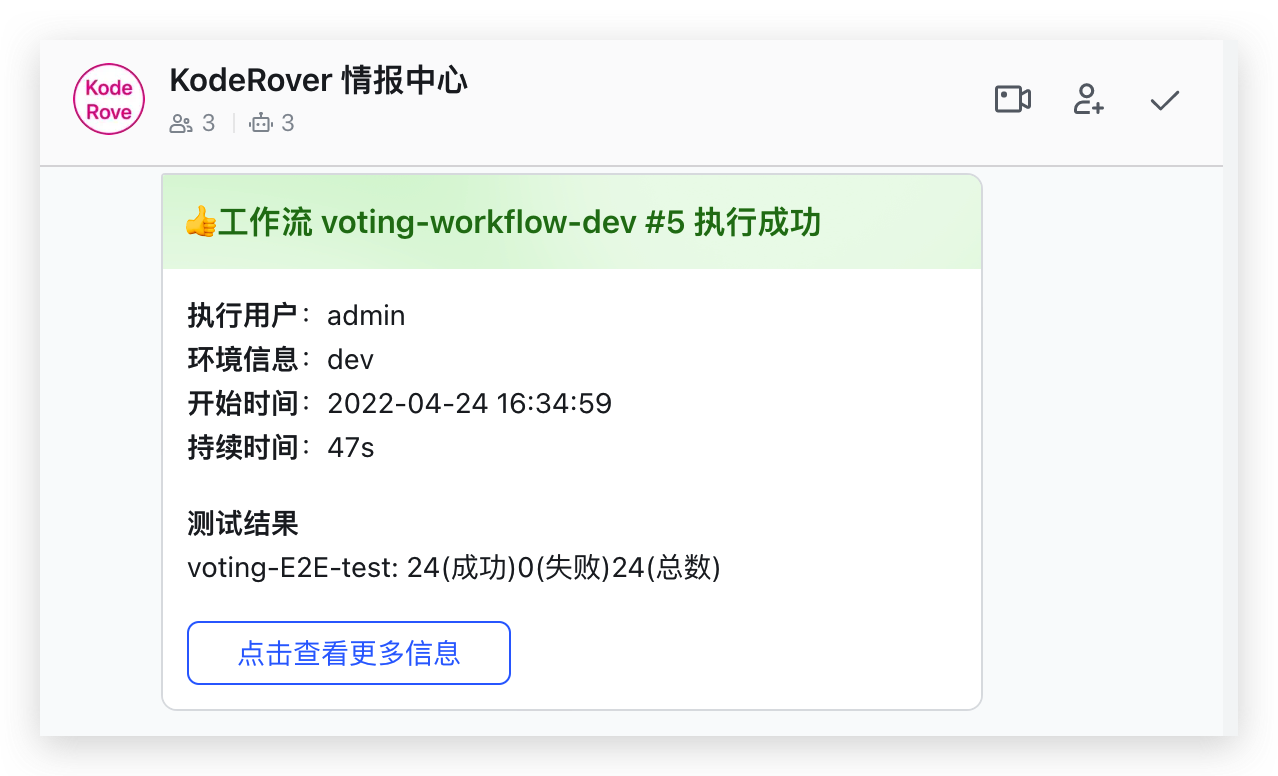 Kode
Rove
KodeRover 情报中心
3 3
👍工作流 voting-workflow-dev #5 执行成功
执行用户：admin
环境信息：dev
开始时间：2022-04-24 16:34:59
持续时间：47s
测试结果
voting-E2E-test: 24(成功)0(失败)24(总数)
点击查看更多信息